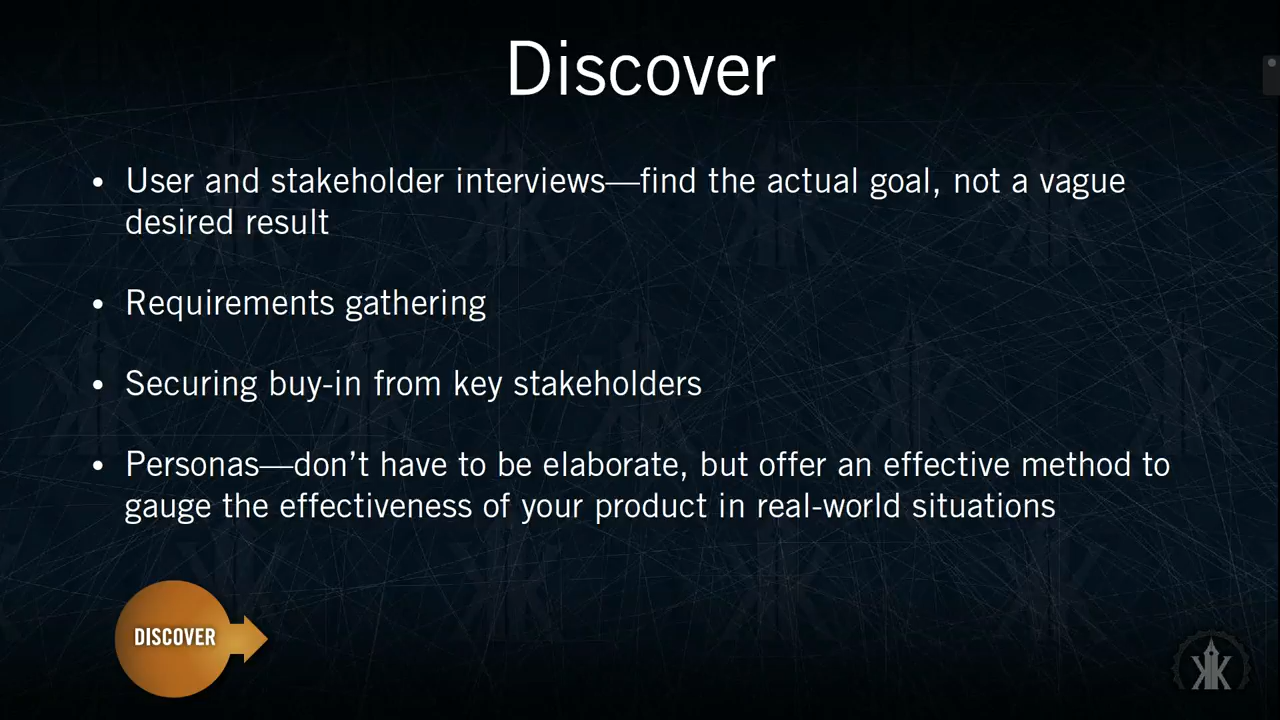 Discover
• User and stakeholder interviews—find the actual goal, not a vague
desired result
• Requirements gathering
• Securing buy-in from key stakeholders
• Personas—don’t have to be elaborate, but offer an effective method to
gauge the effectiveness of your product in real-world situations
DISCOVER